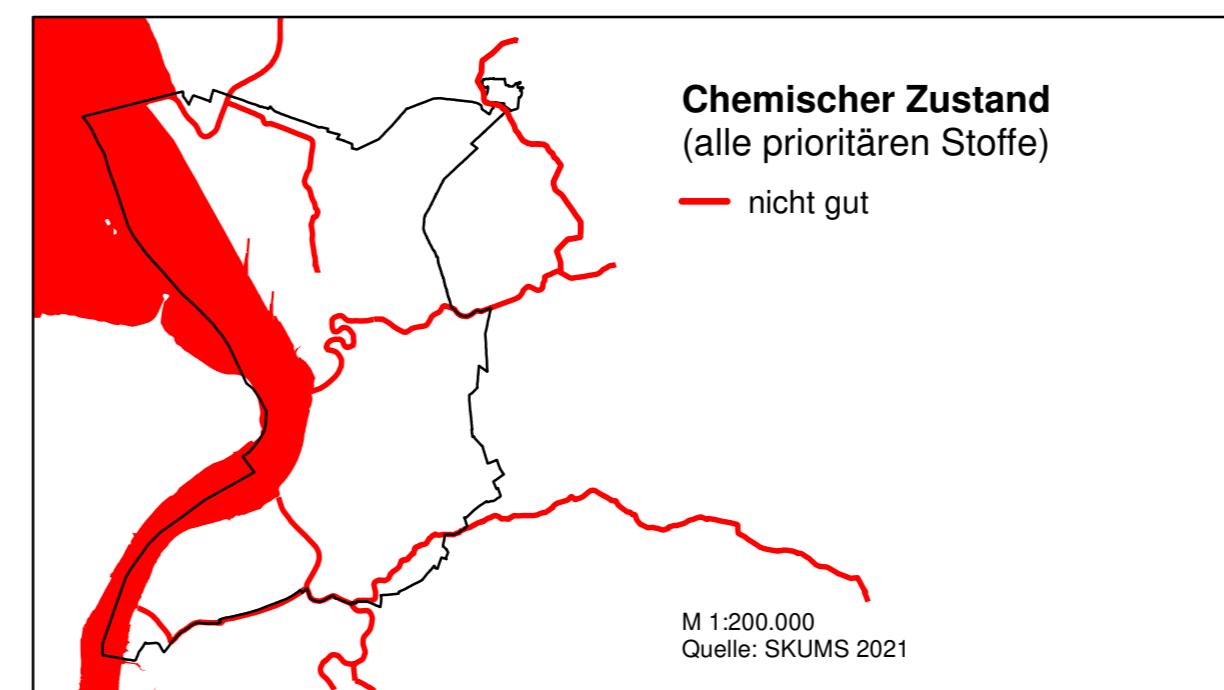 Chemischer Zustand
(alle prioritären Stoffe)
nicht gut
M 1:200.000
Quelle: SKUMS 2021